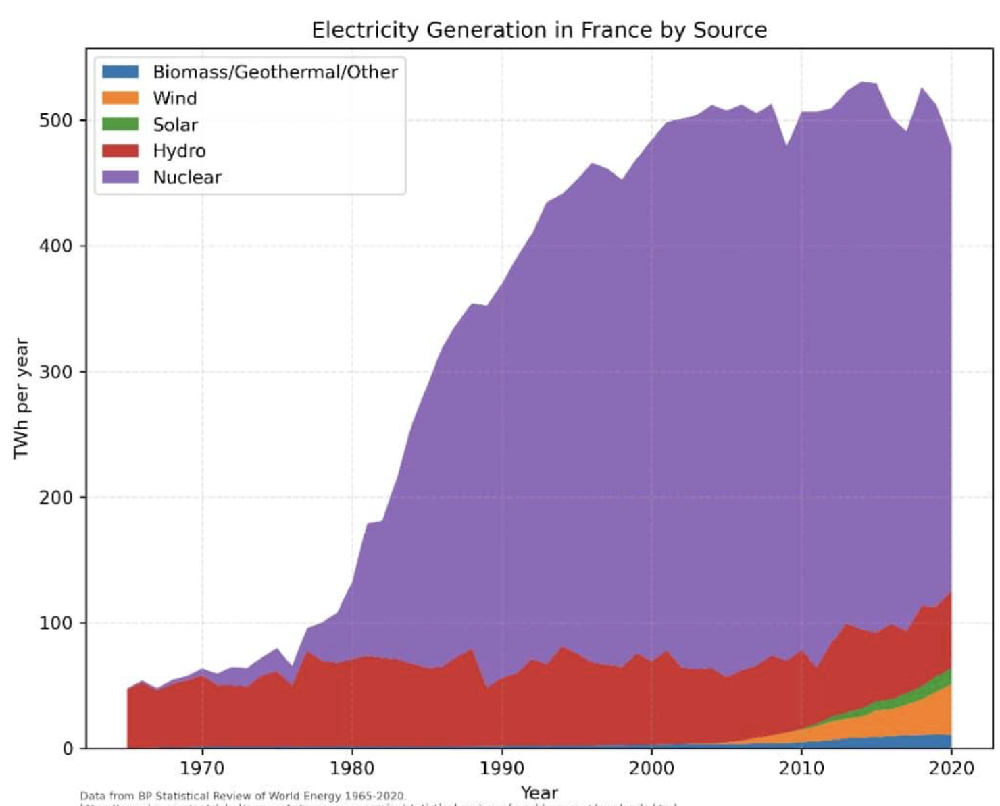 Electricity Generation in France by Source
Biomass/Geothermal/Other
Wind
Solar
Hydro
Nuclear
500
400
300
200
100
0
TWh per year
1970 1980 1990 2000 2010 2020
Year
Data from BP Statistical Review of World Energy 1965-2020.